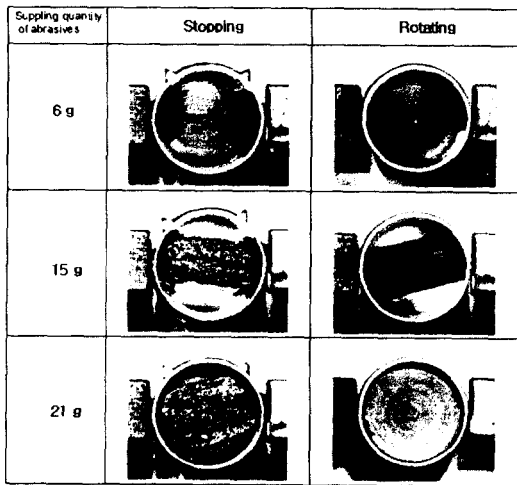 Suppling quantity
of abrasives
Stopping
Rotating
6 g
15 g
21 g